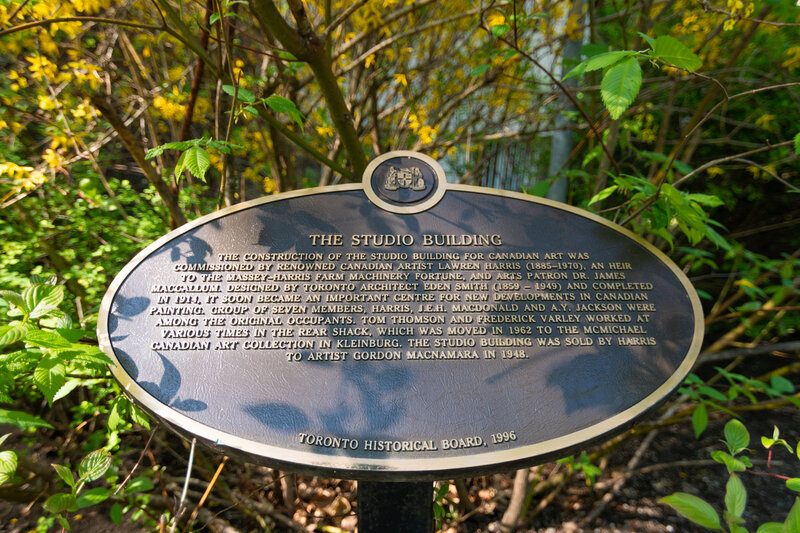 THE STUDIO BUILDING
THE CONSTRUCTION OF THE STUDIO BUILDING FOR CANADIAN ART WAS
COMMISSIONED BY RENOWNED CANADIAN ARTIST LAWREN HARRIS (1885-1970), AN HEIR
TO THE MASSEY-HARRIS FARM MACHINERY FORTUNE, AND ARTS PATRON DR. JAMES
MACCALLUM. DESIGNED BY TORONTO ARCHITECT EDEN SMITH (1859 - 1949) AND COMPLETED
IN 1914, IT SOON BECAME AN IMPORTANT CENTRE FOR NEW DEVELOPMENTS IN CANADIAN
PAINTING. GROUP OF SEVEN MEMBERS, HARRIS, J.E.H. MACDONALD AND A.Y. JACKSON WERE
AMONG THE ORIGINAL OCCUPANTS. TOM THOMSON AND FREDERICK VARLEY WORKED AT
VARIOUS TIMES IN THE REAR SHACK, WHICH WAS MOVED IN 1962 TO THE MCMICHAEL
CANADIAN ART COLLECTION IN KLEINBURG. THE STUDIO BUILDING WAS SOLD BY HARRIS
TO ARTIST GORDON MACNAMARA IN 1948.
TORONTO HISTORICAL BOARD, 1996